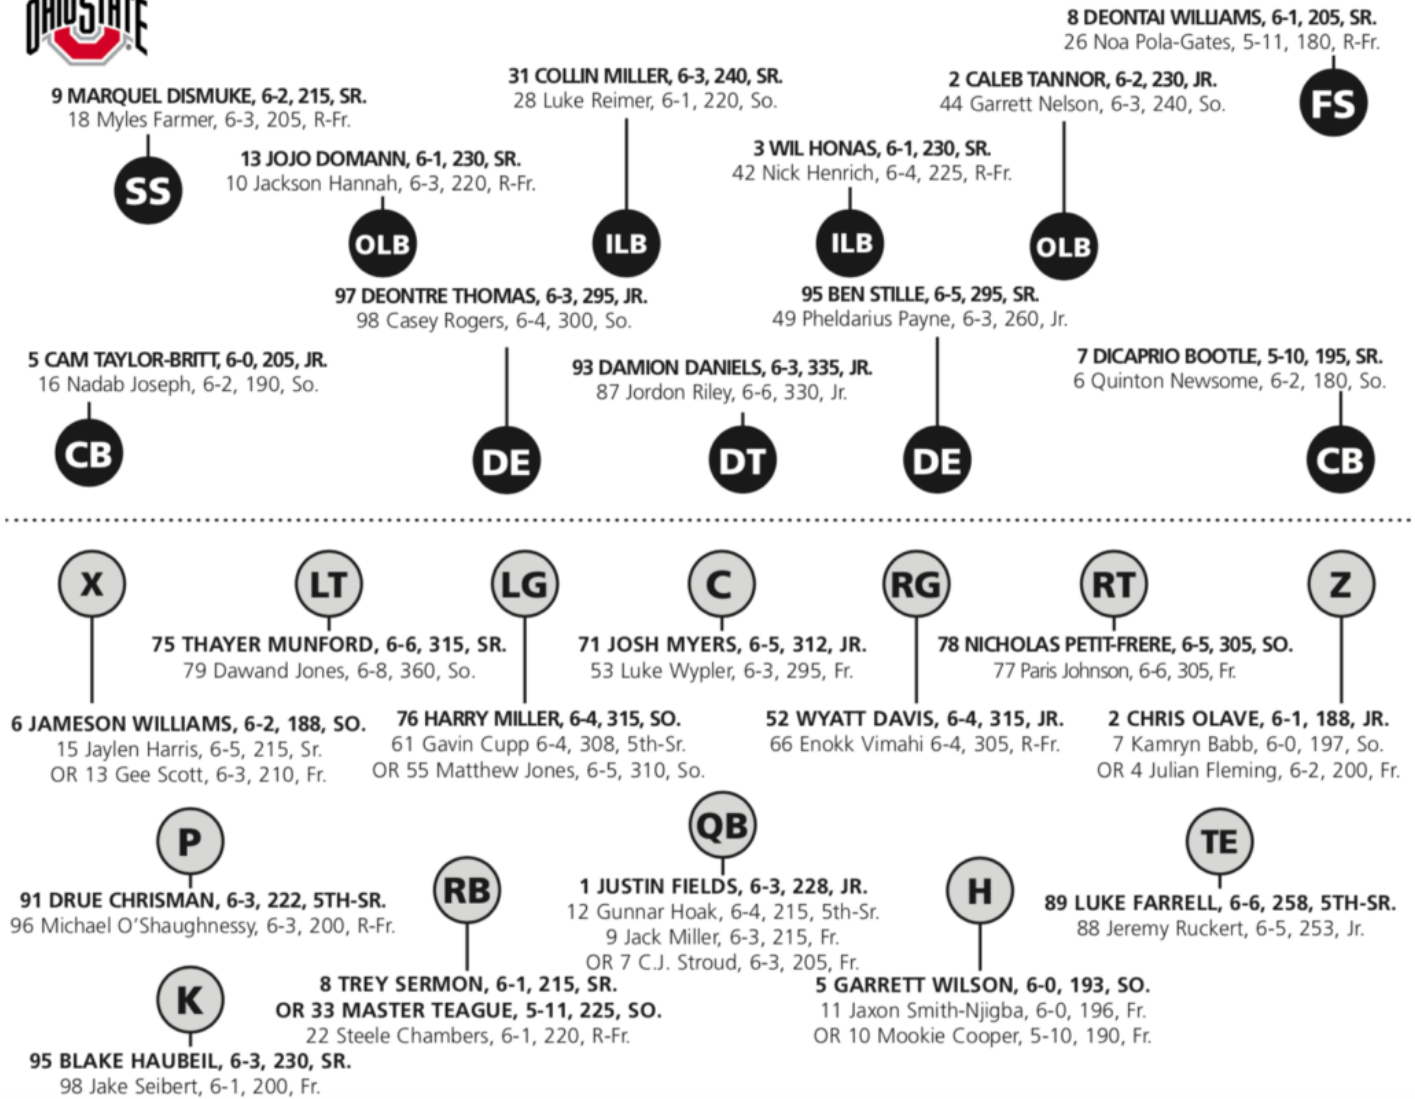 OHIO STATE
8 DEONTAI WILLIAMS, 6-1, 205, SR.
26 Noa Pola-Gates, 5-11, 180, R-Fr.
FS
31 COLLIN MILLER, 6-3, 240, SR.
28 Luke Reimer, 6-1, 220, So.
2 CALEB TANNOR, 6-2, 230, JR.
44 Garrett Nelson, 6-3, 240, So.
9 MARQUEL DISMUKE, 6-2, 215, SR.
18 Myles Farmer, 6-3, 205, R-Fr.
SS
13 JOJO DOMANN, 6-1, 230, SR.
10 Jackson Hannah, 6-3, 220, R-Fr.
3 WIL HONAS, 6-1, 230, SR.
42 Nick Henrich, 6-4, 225, R-Fr.
OLB
ILB
ILB
OLB
97 DEONTRE THOMAS, 6-3, 295, JR.
98 Casey Rogers, 6-4, 300, So.
95 BEN STILLE, 6-5, 295, SR.
49 Pheldarius Payne, 6-3, 260, Jr.
5 CAM TAYLOR-BRITT, 6-0, 205, JR.
16 Nadab Joseph, 6-2, 190, So.
93 DAMION DANIELS, 6-3, 335, JR.
87 Jordon Riley, 6-6, 330, Jr.
7 DICAPRIO BOOTLE, 5-10, 195, SR.
6 Quinton Newsome, 6-2, 180, So.
CB
DE
DT
DE
CB
X
LT
LG
C
RG
RT
Z
75 THAYER MUNFORD, 6-6, 315, SR.
79 Dawand Jones, 6-8, 360, So.
71 JOSH MYERS, 6-5, 312, JR.
53 Luke Wypler, 6-3, 295, Fr.
78 NICHOLAS PETIT-FRERE, 6-5, 305, SO.
77 Paris Johnson, 6-6, 305, Fr.
6 JAMESON WILLIAMS, 6-2, 188, SO.
15 Jaylen Harris, 6-5, 215, Sr.
OR 13 Gee Scott, 6-3, 210, Fr.
76 HARRY MILLER, 6-4, 315, SO.
61 Gavin Cupp 6-4, 308, 5th-Sr.
OR 55 Matthew Jones, 6-5, 310, So.
52 WYATT DAVIS, 6-4, 315, JR.
66 Enokk Vimahi 6-4, 305, R-Fr.
2 CHRIS OLAVE, 6-1, 188, JR.
7 Kamryn Babb, 6-0, 197, So.
OR 4 Julian Fleming, 6-2, 200, Fr.
P
91 DRUE CHRISMAN, 6-3, 222, 5TH-SR.
96 Michael O'Shaughnessy, 6-3, 200, R-Fr.
QB
1 JUSTIN FIELDS, 6-3, 228, JR.
12 Gunnar Hoak, 6-4, 215, 5th-Sr.
9 Jack Miller, 6-3, 215, Fr.
OR 7 C.J. Stroud, 6-3, 205, Fr.
TE
89 LUKE FARRELL, 6-6, 258, 5TH-SR.
88 Jeremy Ruckert, 6-5, 253, Jr.
RB
8 TREY SERMON, 6-1, 215, SR.
OR 33 MASTER TEAGUE, 5-11, 225, SO.
22 Steele Chambers, 6-1, 220, R-Fr.
H
5 GARRETT WILSON, 6-0, 193, SO.
11 Jaxon Smith-Njigba, 6-0, 196, Fr.
OR 10 Mookie Cooper, 5-10, 190, Fr.
K
95 BLAKE HAUBEIL, 6-3, 230, SR.
98 Jake Seibert, 6-1, 200, Fr.